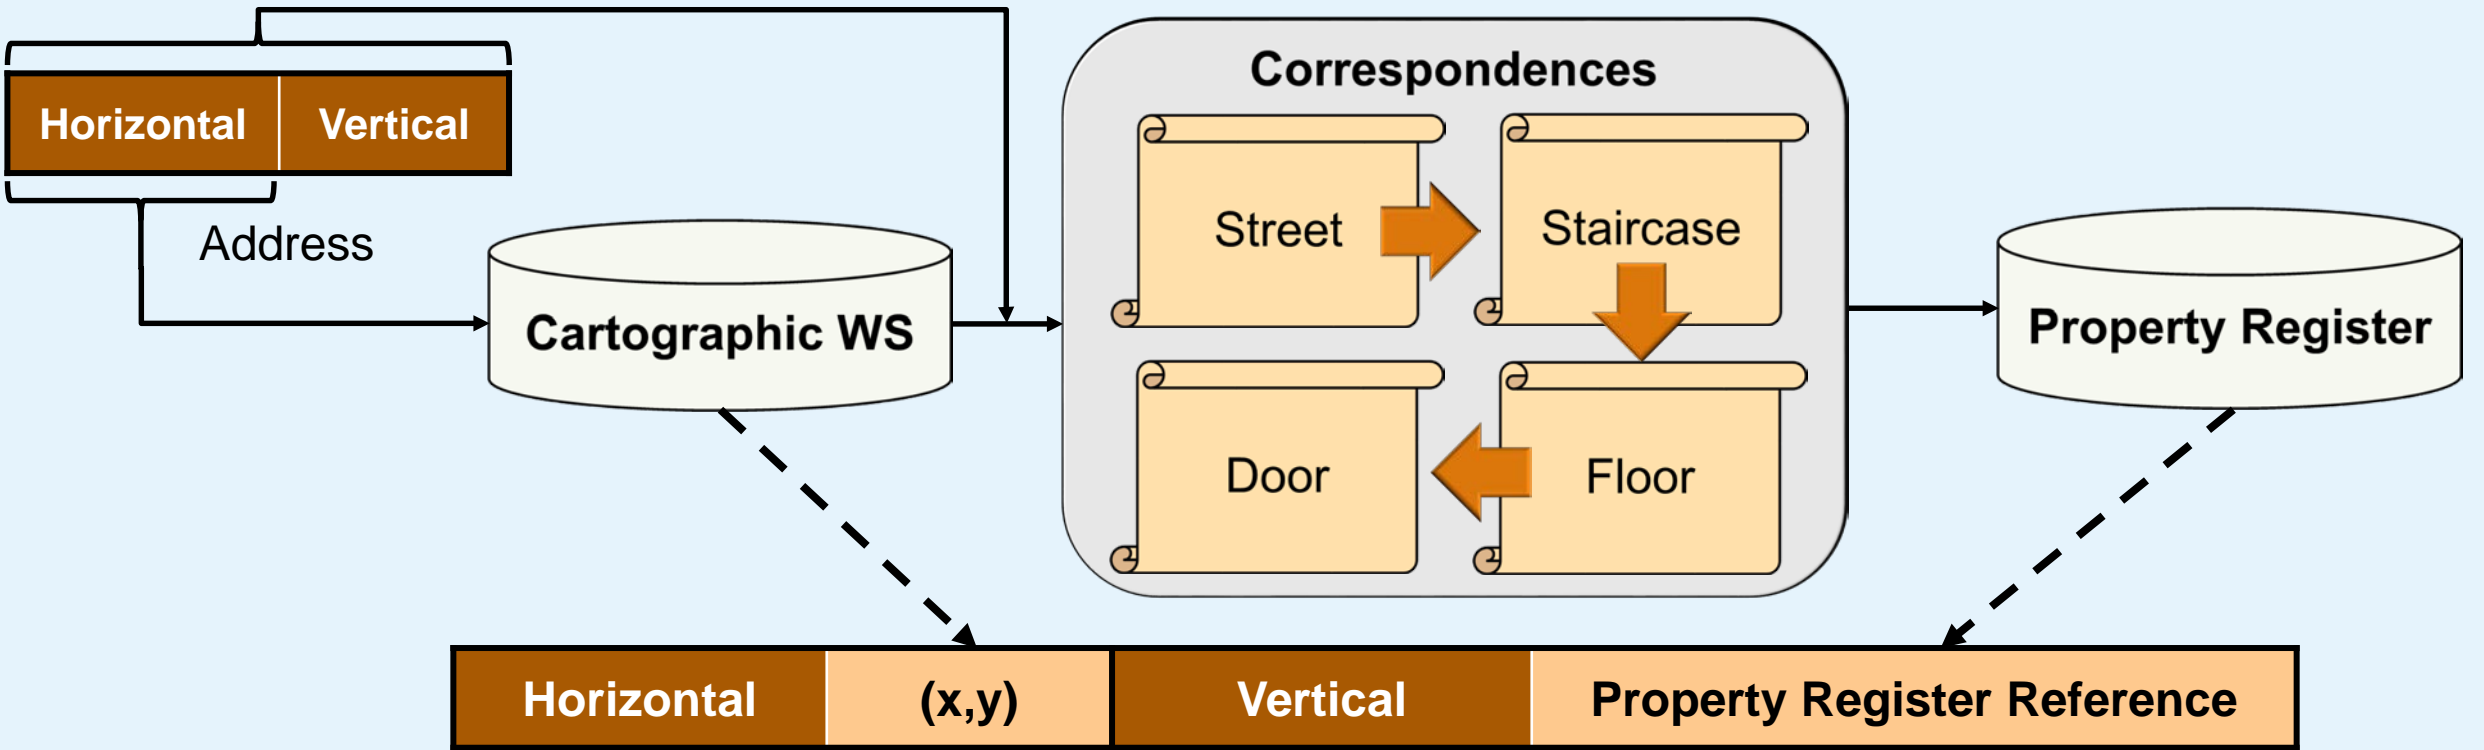 Horizontal
Vertical
Address
Cartographic WS
Correspondences
Street
Staircase
Door
Floor
Property Register
Horizontal
(x,y)
Vertical
Property Register Reference